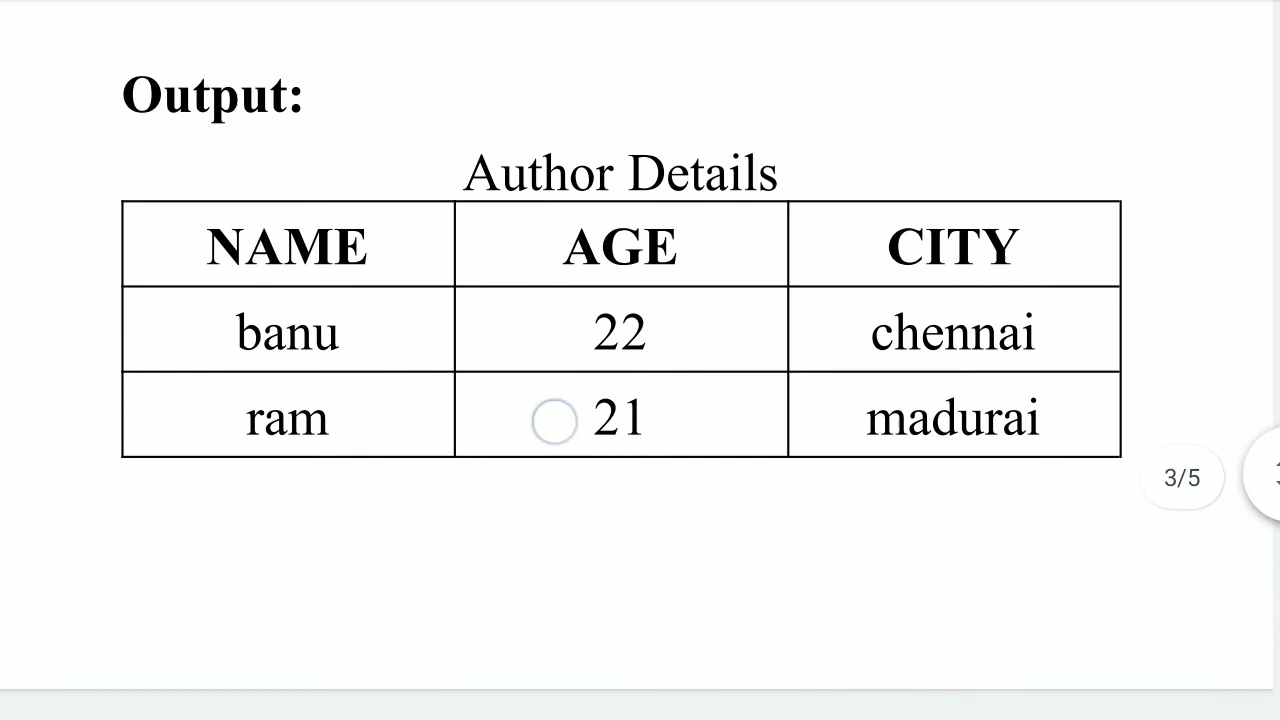 Output:
Author Details
NAME AGE CITY
banu 22 chennai
ram 21 madurai
3/5